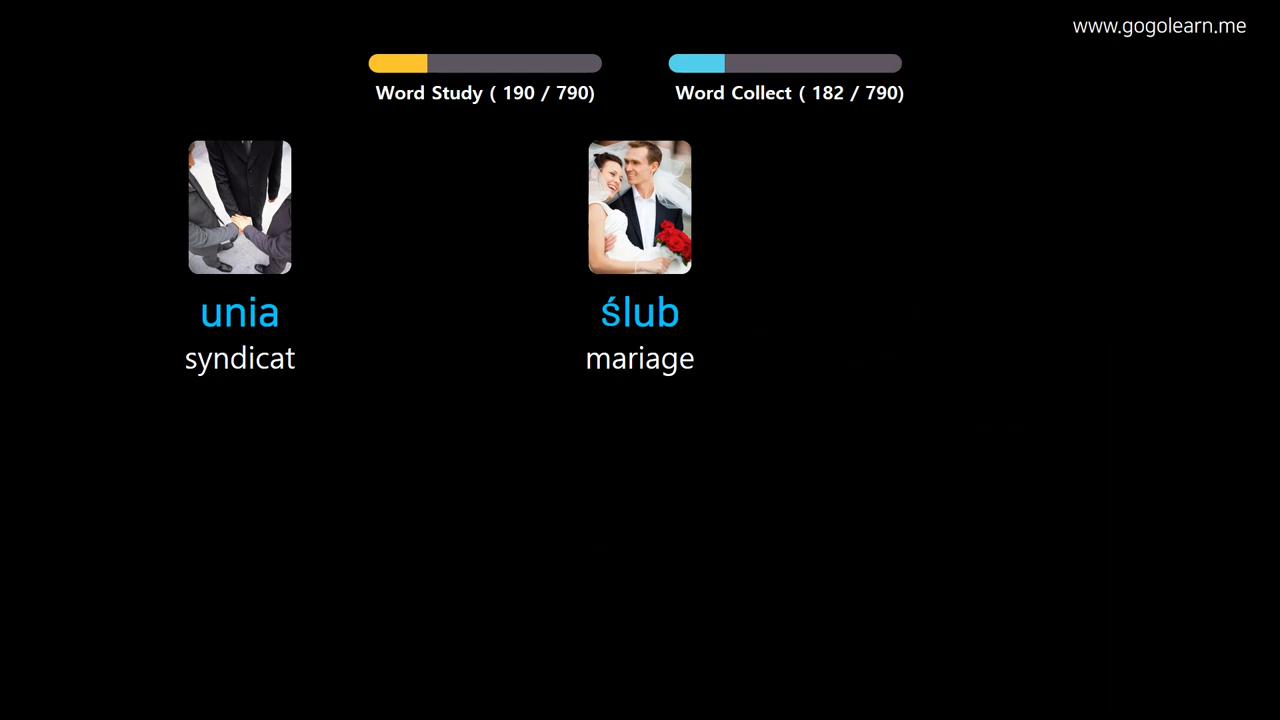 www.gogolearn.me
Word Study ( 190 / 790)
Word Collect ( 182 / 790)
unia
ślub
syndicat
mariage